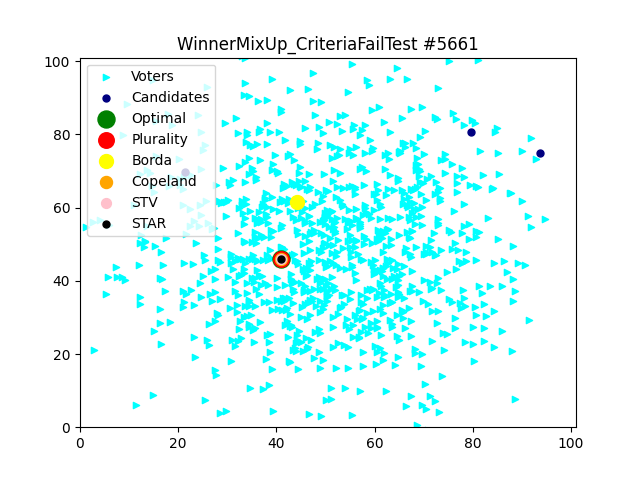 WinnerMixUp_CriteriaFailTest #5661
100
80
60
40
20
0
Voters
Candidates
Optimal
Plurality
Borda
Copeland
STV
STAR
0 20 40 60 80 100